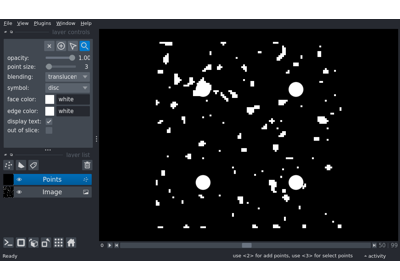 File View Plugins Window Help
layer controls
opacity: 1.00
point size: 3
blending: translucen
symbol: disc
face color: white
edge color: white
display text:
out of slice:
layer list
Points
Image
50 99
Ready use <2> for add points, use <3> for select points activity